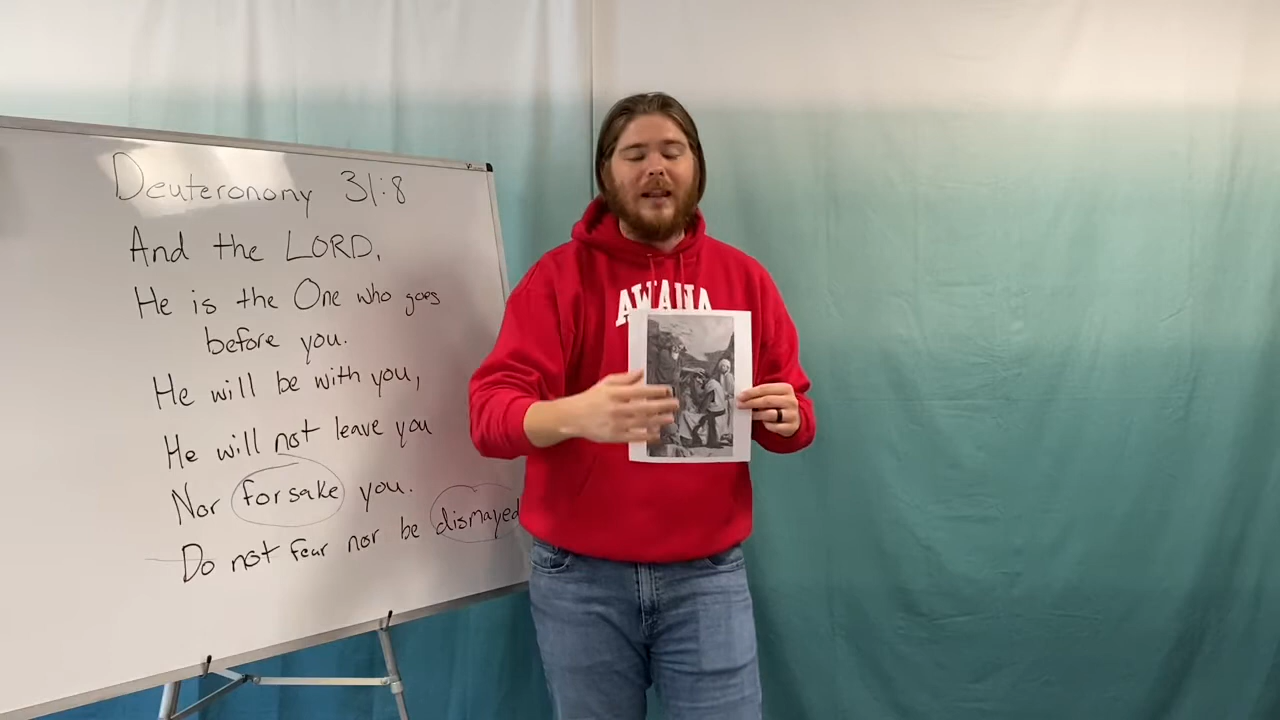 Deuteronomy 31:8
And the LORD,
He is the One who goes
before you.
He will be with you,
He will not leave you
Nor forsake you.
Do not fear nor be dismayed
AWANA